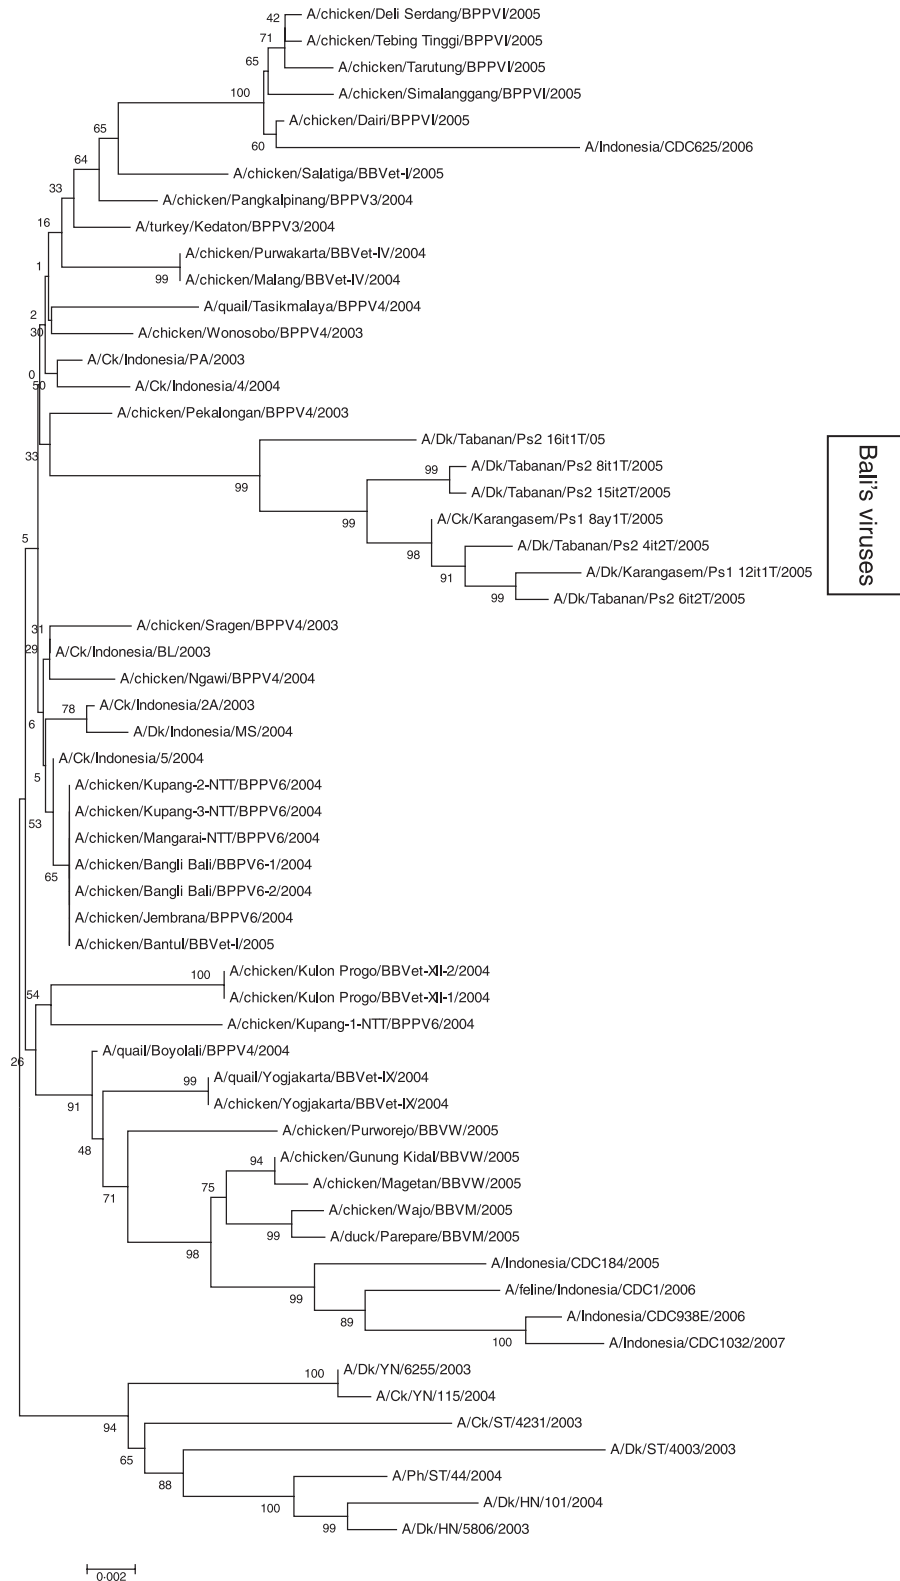 42
A/chicken/Deli Serdang/BPPVI/2005
71
A/chicken/Tebing Tinggi/BPPVI/2005
65
A/chicken/Tarutung/BPPVI/2005
100
A/chicken/Simalanggang/BPPVI/2005
65
A/chicken/Dairi/BPPVI/2005
60
A/Indonesia/CDC625/2006
64
A/chicken/Salatiga/BBVet-I/2005
33
A/chicken/Pangkalpinang/BPPV3/2004
16
A/turkey/Kedaton/BPPV3/2004
A/chicken/Purwakarta/BBVet-IV/2004
1
99
A/chicken/Malang/BBVet-IV/2004
A/quail/Tasikmalaya/BPPV4/2004
2
30
A/chicken/Wonosobo/BPPV4/2003
A/Ck/Indonesia/PA/2003
0
50
A/Ck/Indonesia/4/2004
A/chicken/Pekalongan/BPPV4/2003
33
A/Dk/Tabanan/Ps2 16it1T/05
99
99
A/Dk/Tabanan/Ps2 8it1T/2005
A/Dk/Tabanan/Ps2 15it2T/2005
99
A/Ck/Karangasem/Ps1 8ay1T/2005
5
98
A/Dk/Tabanan/Ps2 4it2T/2005
91
A/Dk/Karangasem/Ps1 12it1T/2005
99
A/Dk/Tabanan/Ps2 6it2T/2005
Bali's viruses
31
A/chicken/Sragen/BPPV4/2003
29
A/Ck/Indonesia/BL/2003
A/chicken/Ngawi/BPPV4/2004
6
78
A/Ck/Indonesia/2A/2003
A/Dk/Indonesia/MS/2004
5
A/Ck/Indonesia/5/2004
A/chicken/Kupang-2-NTT/BPPV6/2004
53
A/chicken/Kupang-3-NTT/BPPV6/2004
A/chicken/Mangarai-NTT/BPPV6/2004
65
A/chicken/Bangli Bali/BBPV6-1/2004
A/chicken/Bangli Bali/BPPV6-2/2004
A/chicken/Jembrana/BPPV6/2004
A/chicken/Bantul/BBVet-I/2005
100
A/chicken/Kulon Progo/BBVet-XII-2/2004
54
A/chicken/Kulon Progo/BBVet-XII-1/2004
A/chicken/Kupang-1-NTT/BPPV6/2004
26
A/quail/Boyolali/BPPV4/2004
99
A/quail/Yogjakarta/BBVet-IX/2004
91
A/chicken/Yogjakarta/BBVet-IX/2004
48
A/chicken/Purworejo/BBVW/2005
94
A/chicken/Gunung Kidal/BBVW/2005
71
75
A/chicken/Magetan/BBVW/2005
A/chicken/Wajo/BBVM/2005
99
A/duck/Parepare/BBVM/2005
98
A/Indonesia/CDC184/2005
99
A/feline/Indonesia/CDC1/2006
89
A/Indonesia/CDC938E/2006
100
A/Indonesia/CDC1032/2007
100
A/Dk/YN/6255/2003
A/Ck/YN/115/2004
94
A/Ck/ST/4231/2003
65
A/Dk/ST/4003/2003
88
A/Ph/ST/44/2004
100
A/Dk/HN/101/2004
99
A/Dk/HN/5806/2003
0·002